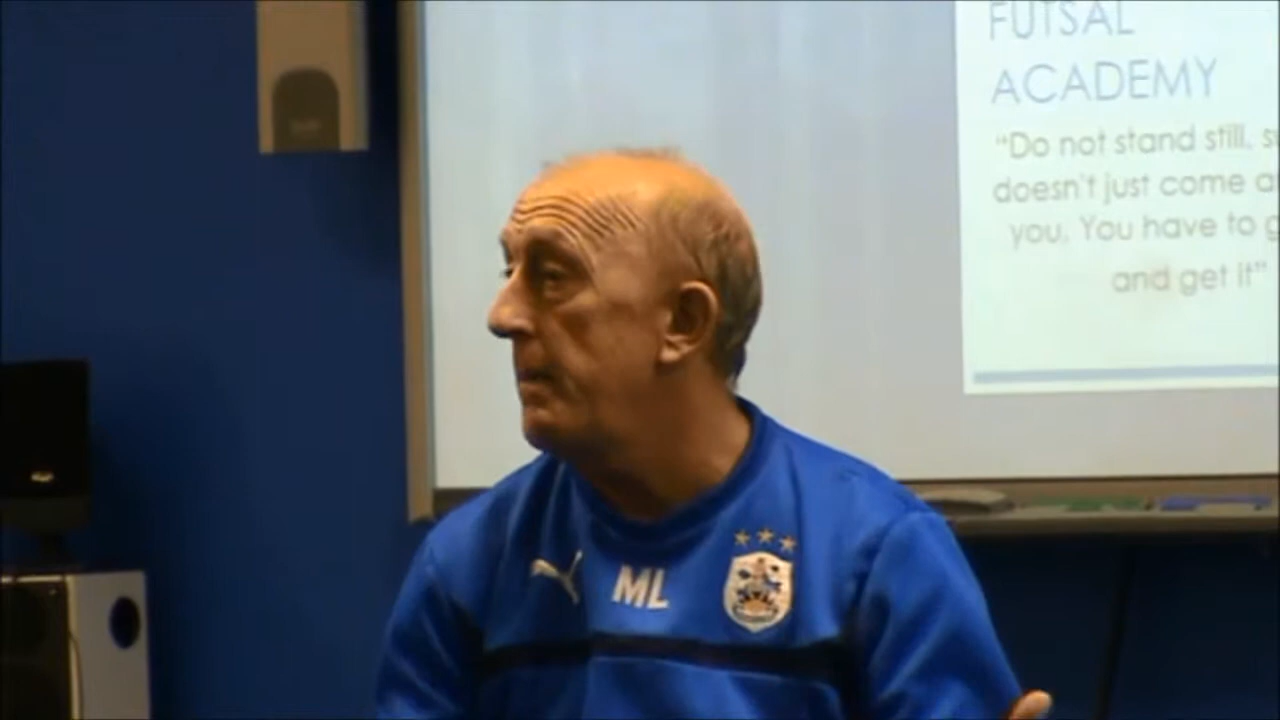 FUTSAL
ACADEMY
"Do not stand still, s
doesn't just come a
you. You have to g
and get it"
ML